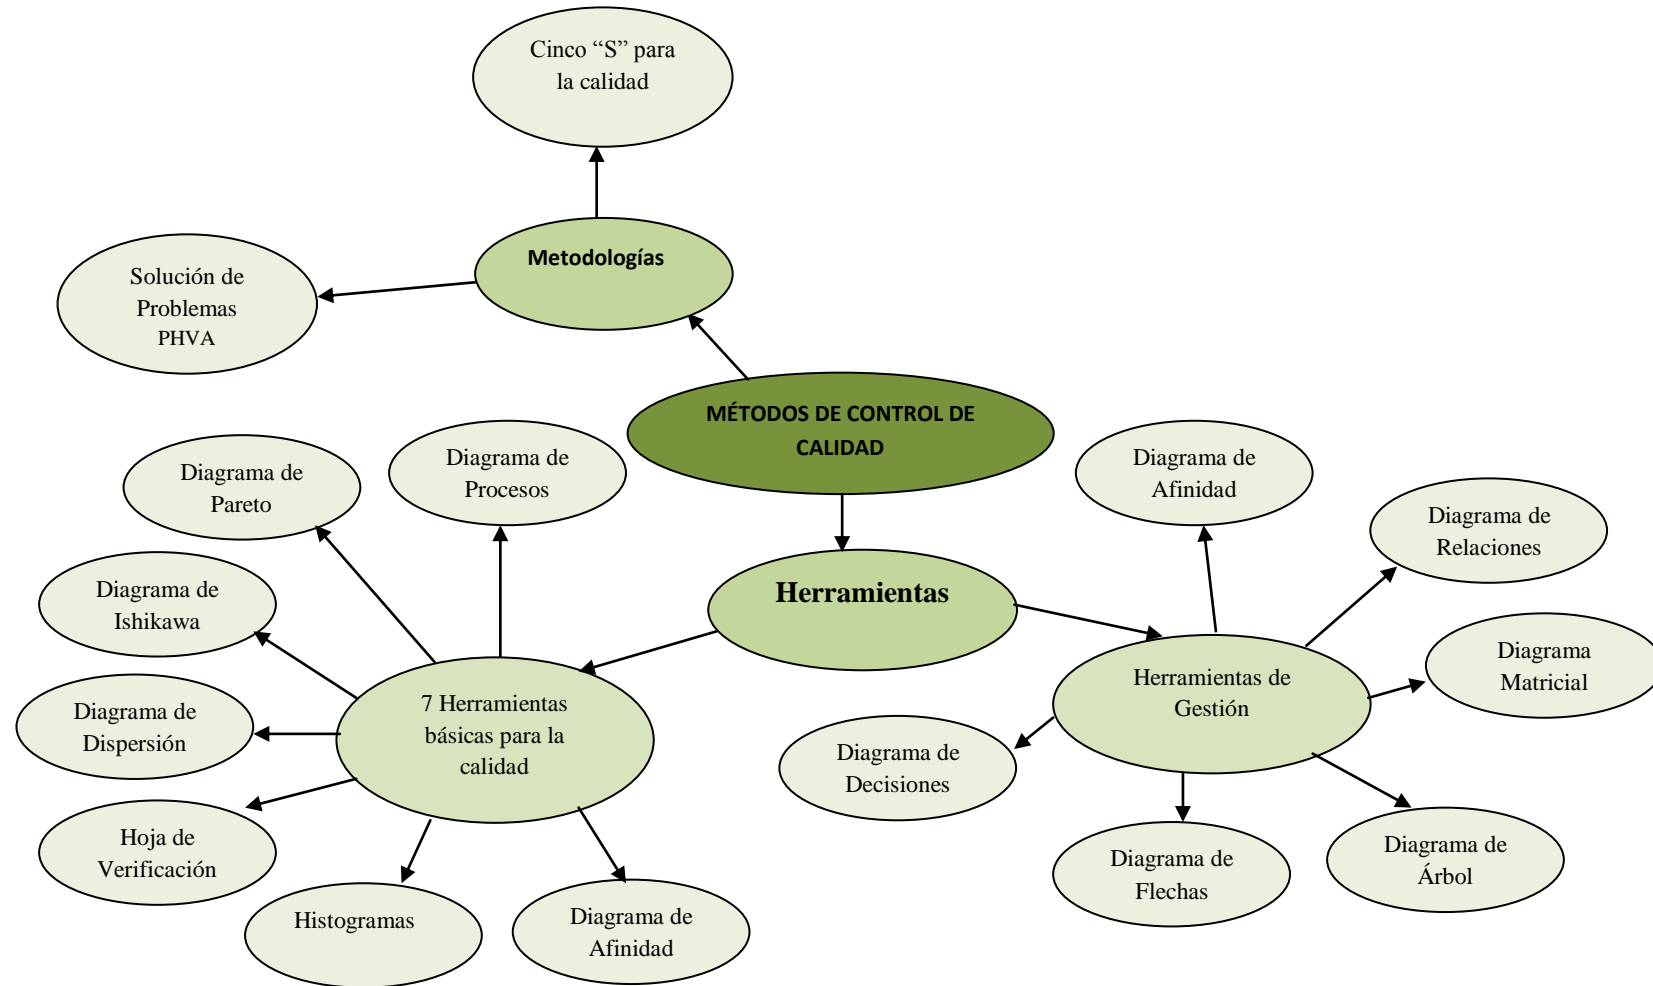 Cinco “S” para
la calidad
Metodologías
Solución de
Problemas
PHVA
MÉTODOS DE CONTROL DE
CALIDAD
Diagrama de
Procesos
Diagrama de
Pareto
Diagrama de
Afinidad
Diagrama de
Relaciones
Herramientas
Diagrama de
Ishikawa
Diagrama
Matricial
Herramientas de
Gestión
7 Herramientas
básicas para la
calidad
Diagrama de
Dispersión
Diagrama de
Decisiones
Hoja de
Verificación
Diagrama de
Flechas
Diagrama de
Árbol
Histogramas
Diagrama de
Afinidad